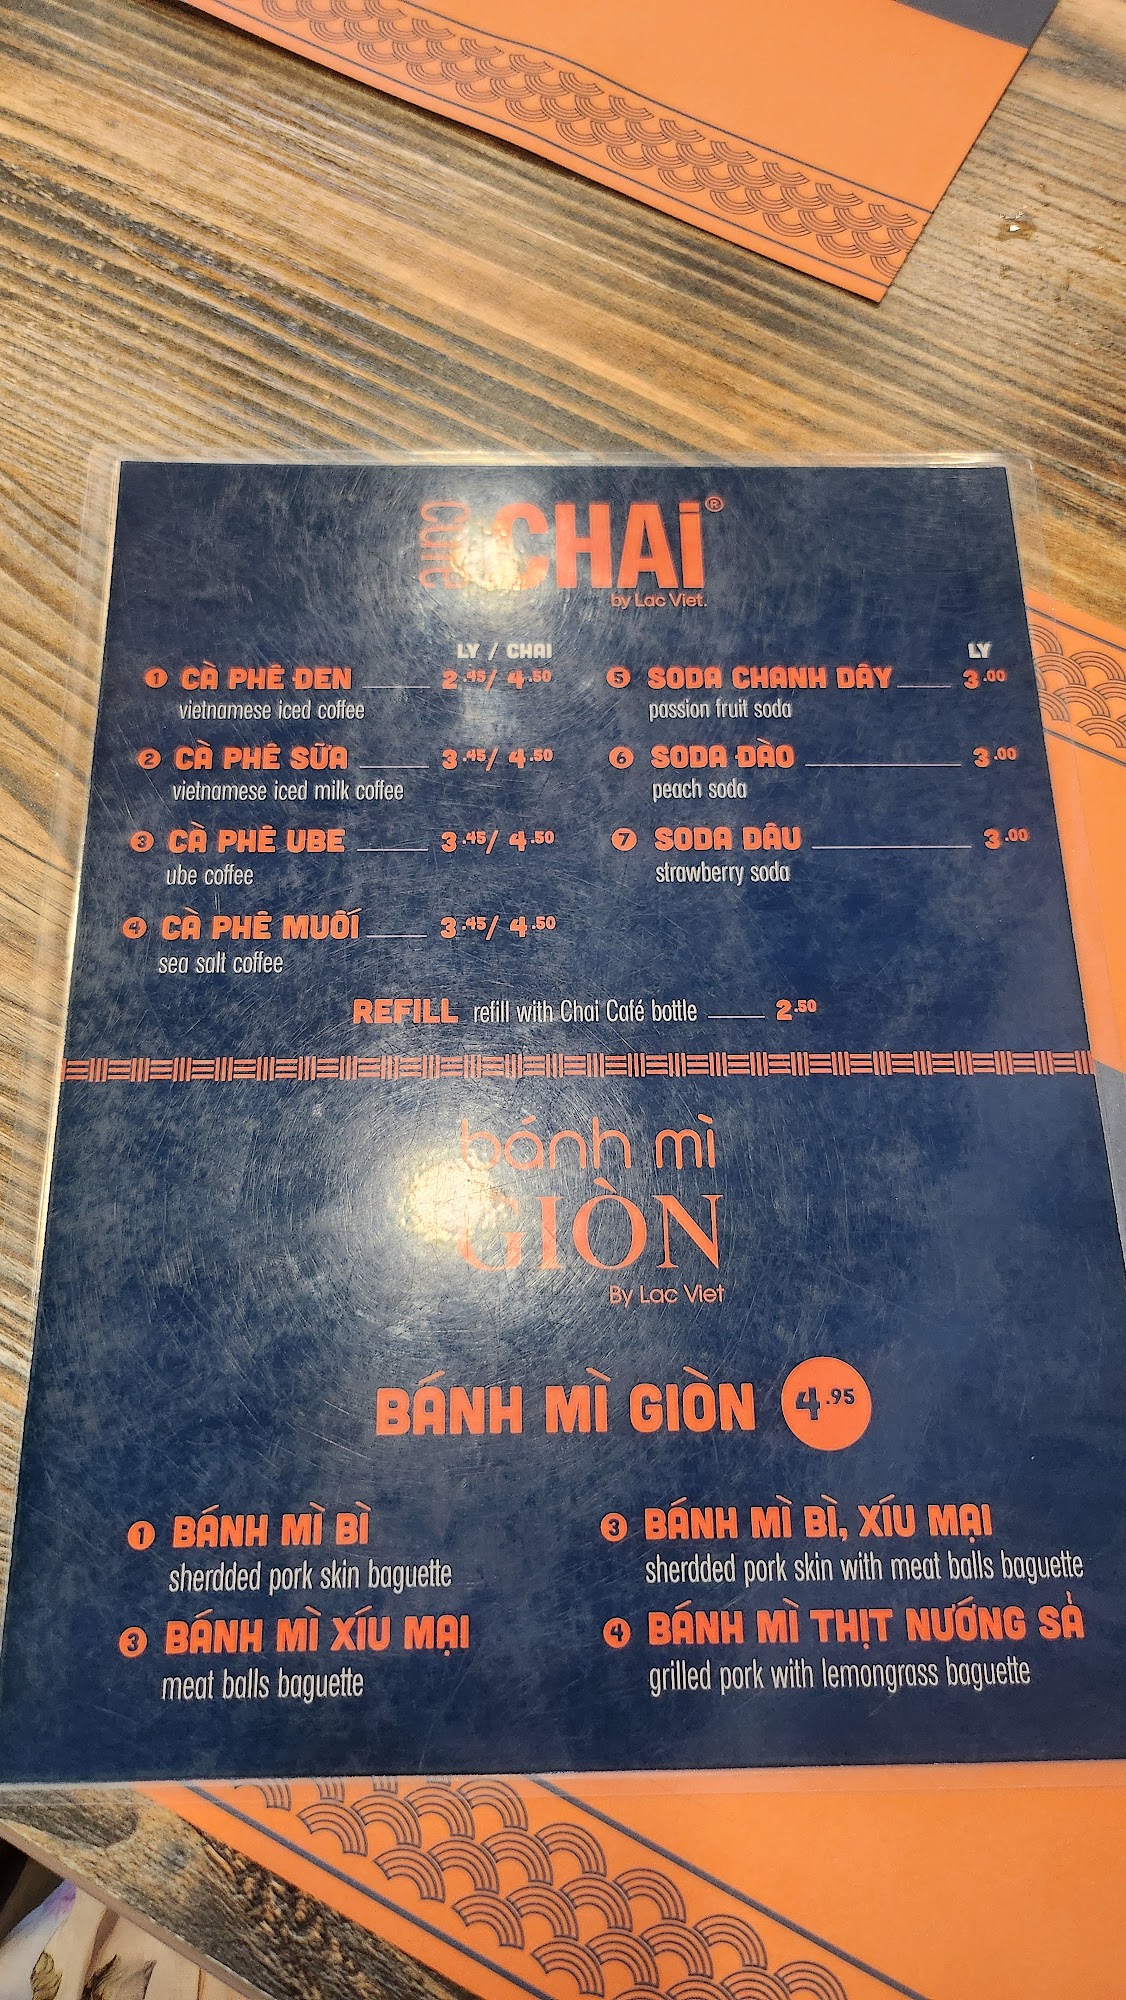 Café CHAi®
by Lac Viet.
LY / CHAI
1 CÀ PHÊ ĐEN 2.45/ 4.50
vietnamese iced coffee
2 CÀ PHÊ SỮA 3.45/ 4.50
vietnamese iced milk coffee
3 CÀ PHÊ UBE 3.45/ 4.50
ube coffee
4 CÀ PHÊ MUỐI 3.45/ 4.50
sea salt coffee
LY
5 SODA CHANH DÂY 3.00
passion fruit soda
6 SODA ĐÀO 3.00
peach soda
7 SODA DÂU 3.00
strawberry soda
REFILL refill with Chai Café bottle 2.50
bánh mì
GIÒN
By Lac Viet
BÁNH MÌ GIÒN 4.95
1 BÁNH MÌ BÌ
sherdded pork skin baguette
3 BÁNH MÌ XÍU MẠI
meat balls baguette
3 BÁNH MÌ BÌ, XÍU MẠI
sherdded pork skin with meat balls baguette
4 BÁNH MÌ THỊT NƯỚNG SẢ
grilled pork with lemongrass baguette